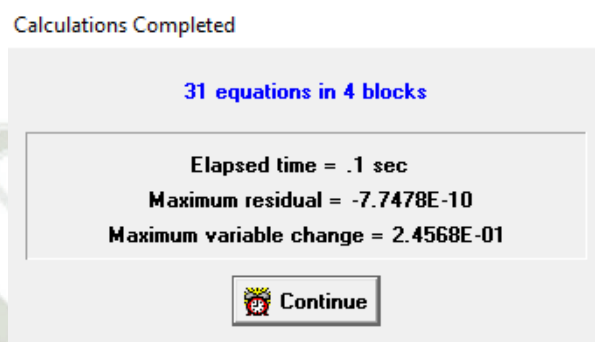 Calculations Completed
31 equations in 4 blocks
Elapsed time = .1 sec
Maximum residual = -7.7478E-10
Maximum variable change = 2.4568E-01
Continue